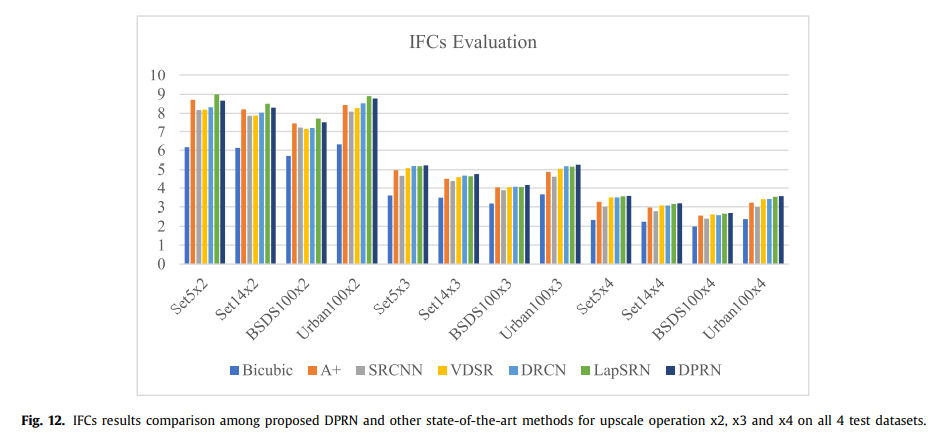 IFCs Evaluation
10
9
8
7
6
5
4
3
2
1
0
Set5x2
Set14x2
BSDS100x2
Urban100x2
Set5x3
Set14x3
BSDS100x3
Urban100x3
Set5x4
Set14x4
BSDS100x4
Urban100x4
Bicubic A+ SRCNN VDSR DRCN LapSRN DPRN
Fig. 12. IFCs results comparison among proposed DPRN and other state-of-the-art methods for upscale operation x2, x3 and x4 on all 4 test datasets.